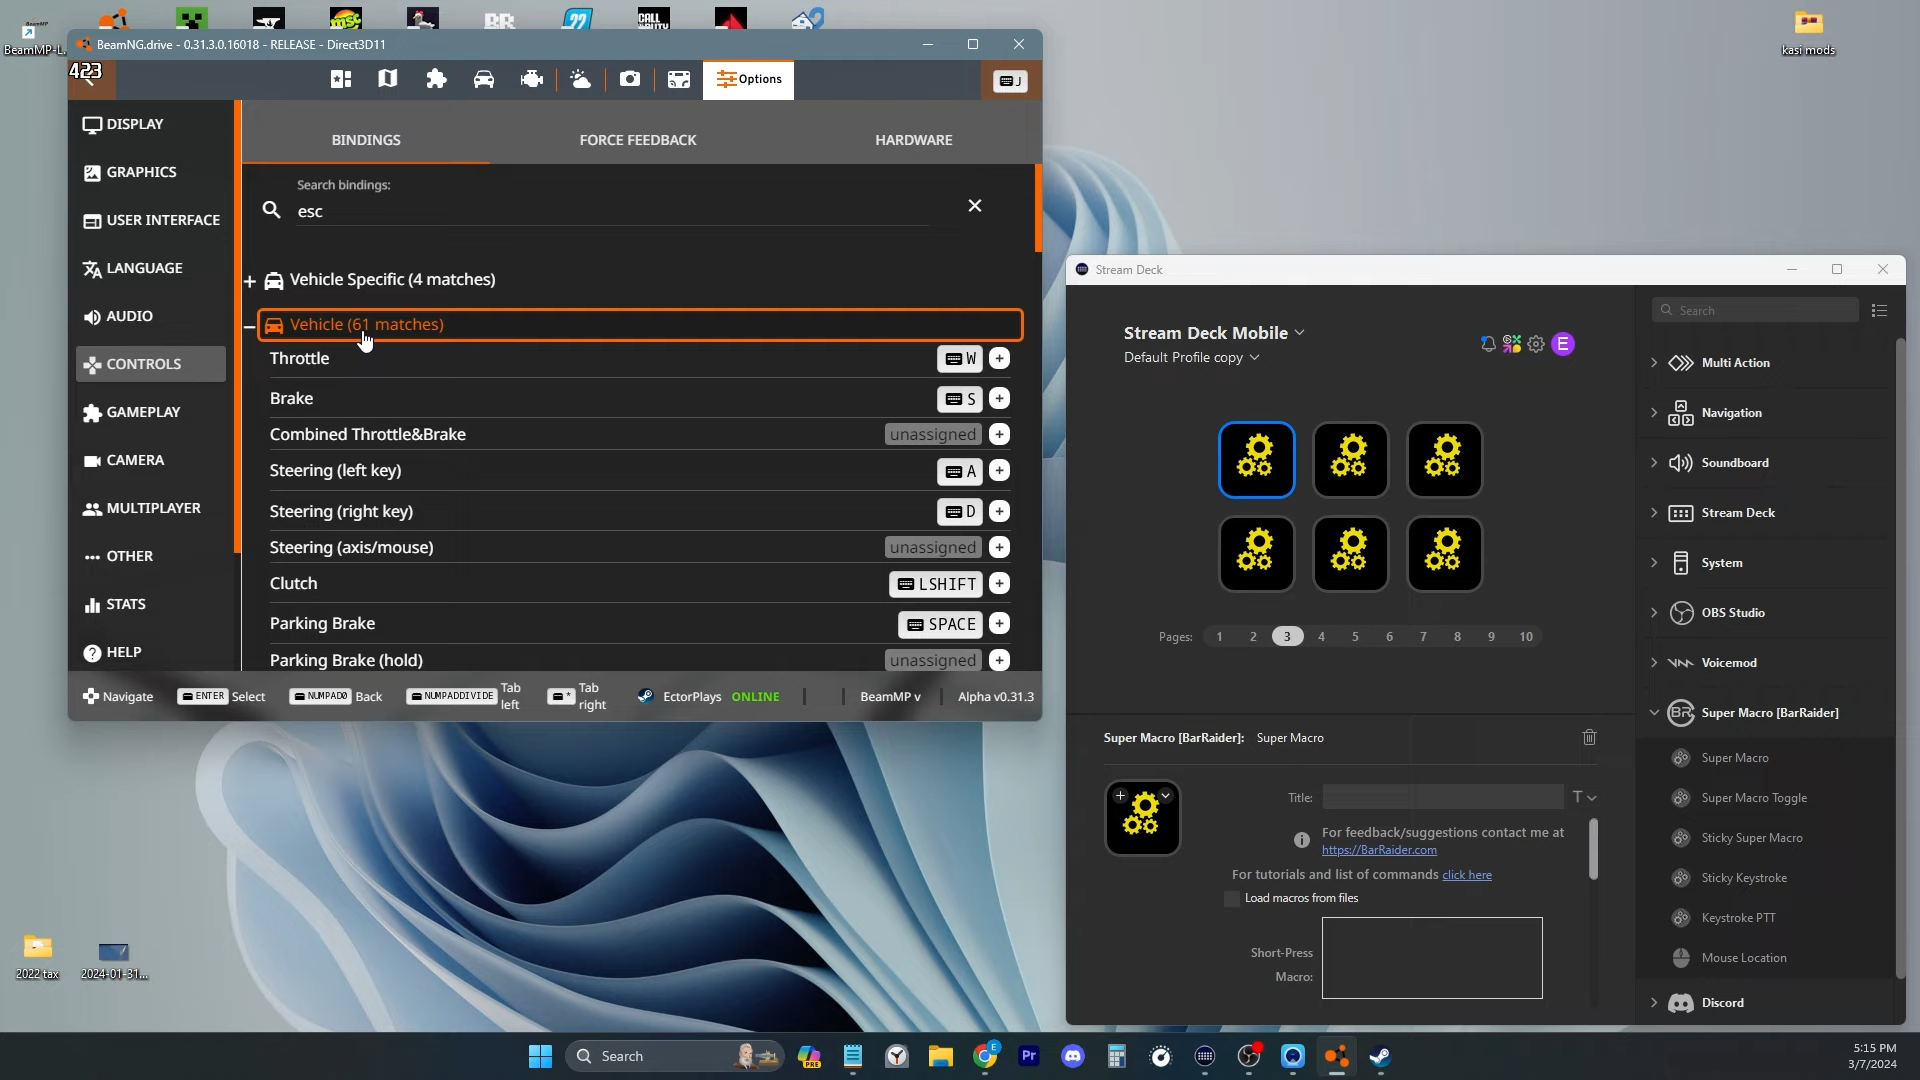 BeamMP-L...
BR
22
CALL
DUTY
msc
kasi mods
BeamNG.drive - 0.31.3.0.16018 - RELEASE - Direct3D11
423
Options
J
DISPLAY
GRAPHICS
USER INTERFACE
LANGUAGE
AUDIO
CONTROLS
GAMEPLAY
CAMERA
MULTIPLAYER
OTHER
STATS
HELP
BINDINGS
FORCE FEEDBACK
HARDWARE
Search bindings:
esc
Vehicle Specific (4 matches)
Vehicle (61 matches)
Throttle W
Brake S
Combined Throttle&Brake unassigned
Steering (left key) A
Steering (right key) D
Steering (axis/mouse) unassigned
Clutch LSHIFT
Parking Brake SPACE
Parking Brake (hold) unassigned
Navigate
ENTER Select
NUMPAD0 Back
NUMPADDIVIDE Tab left
* Tab right
EctorPlays ONLINE
BeamMP v
Alpha v0.31.3
Stream Deck
Stream Deck Mobile
Default Profile copy
E
Pages: 1 2 3 4 5 6 7 8 9 10
Super Macro [BarRaider]: Super Macro
Title:
T
For feedback/suggestions contact me at
https://BarRaider.com
For tutorials and list of commands click here
Load macros from files
Short-Press
Macro:
Search
Multi Action
Navigation
Soundboard
Stream Deck
System
OBS Studio
Voicemod
BR Super Macro [BarRaider]
Super Macro
Super Macro Toggle
Sticky Super Macro
Sticky Keystroke
Keystroke PTT
Mouse Location
Discord
2022 tax
2024-01-31...
Search
PRE
E
Pr
5:15 PM
3/7/2024